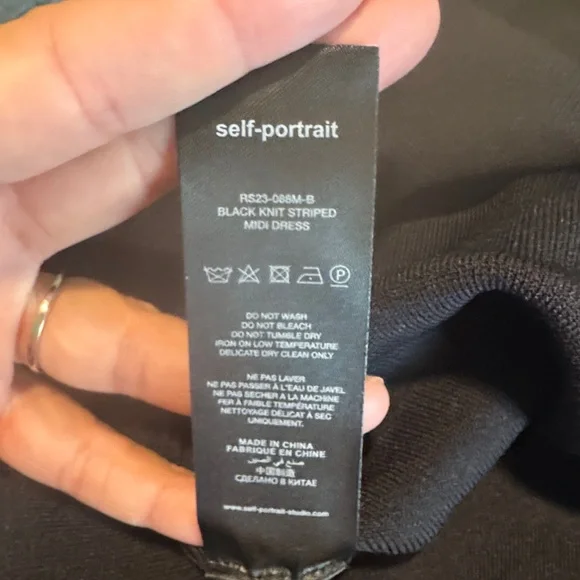 self-portrait
RS23-088M-B
BLACK KNIT STRIPED
MIDI DRESS
P
DO NOT WASH
DO NOT BLEACH
DO NOT TUMBLE DRY
IRON ON LOW TEMPERATURE
DELICATE DRY CLEAN ONLY
NE PAS LAVER
NE PAS PASSER À L'EAU DE JAVEL
NE PAS SÉCHER A LA MACHINE
FER À FAIBLE TEMPÉRATURE
NETTOYAGE DÉLICAT À SEC
UNIQUEMENT.
MADE IN CHINA
FABRIQUÉ EN CHINE
صنع في الصين
中国制造
СДЕЛАНО В КИТАЕ
www.self-portrait-studio.com